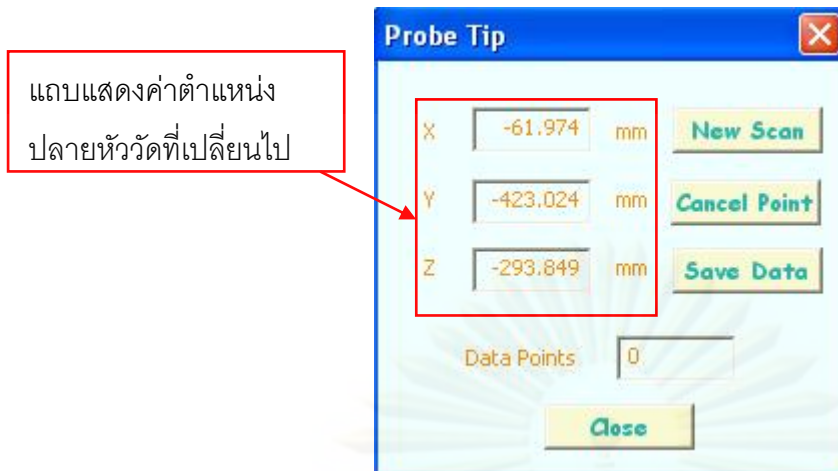 Probe Tip
แถบแสดงค่าตำแหน่ง
ปลายหัววัดที่เปลี่ยนไป
X -61.974 mm New Scan
Y -423.024 mm Cancel Point
Z -293.849 mm Save Data
Data Points 0
Close